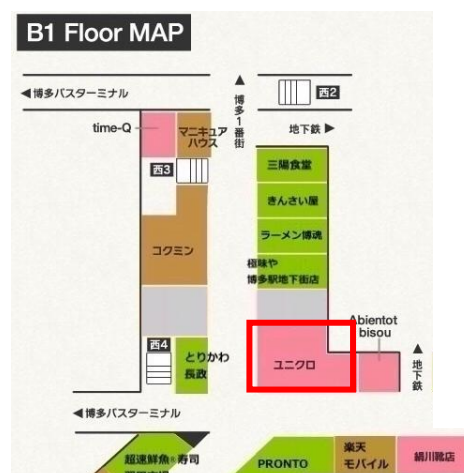 B1 Floor MAP
◀博多バスターミナル
▲
博多1番街
西2
time-Q
マニキュア
ハウス
地下鉄▶
西3
三陽食堂
きんさい屋
コクミン
ラーメン博魂
極味や
博多駅地下街店
Abientot
bisou
西4
とりかわ
長政
ユニクロ
▲
地下鉄
◀博多バスターミナル
超速鮮魚®寿司
PRONTO
楽天
モバイル
絹川靴店